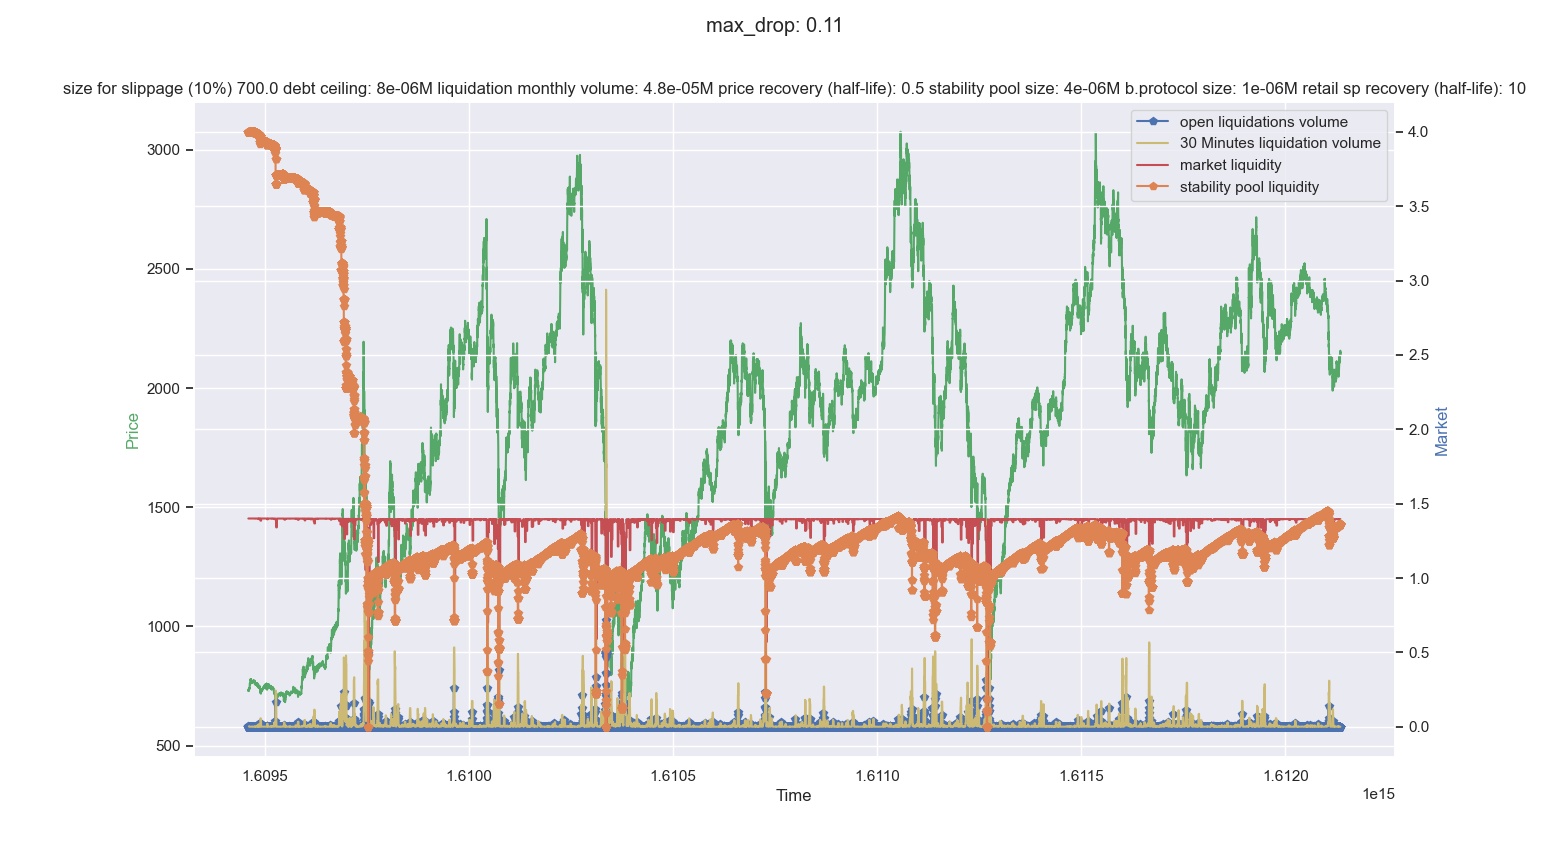 max_drop: 0.11
size for slippage (10%) 700.0 debt ceiling: 8e-06M liquidation monthly volume: 4.8e-05M price recovery (half-life): 0.5 stability pool size: 4e-06M b.protocol size: 1e-06M retail sp recovery (half-life): 10
open liquidations volume
30 Minutes liquidation volume
market liquidity
stability pool liquidity
3000
2500
2000
1500
1000
500
Price
4.0
3.5
3.0
2.5
2.0
1.5
1.0
0.5
0.0
Market
1.6095 1.6100 1.6105 1.6110 1.6115 1.6120
1e15
Time